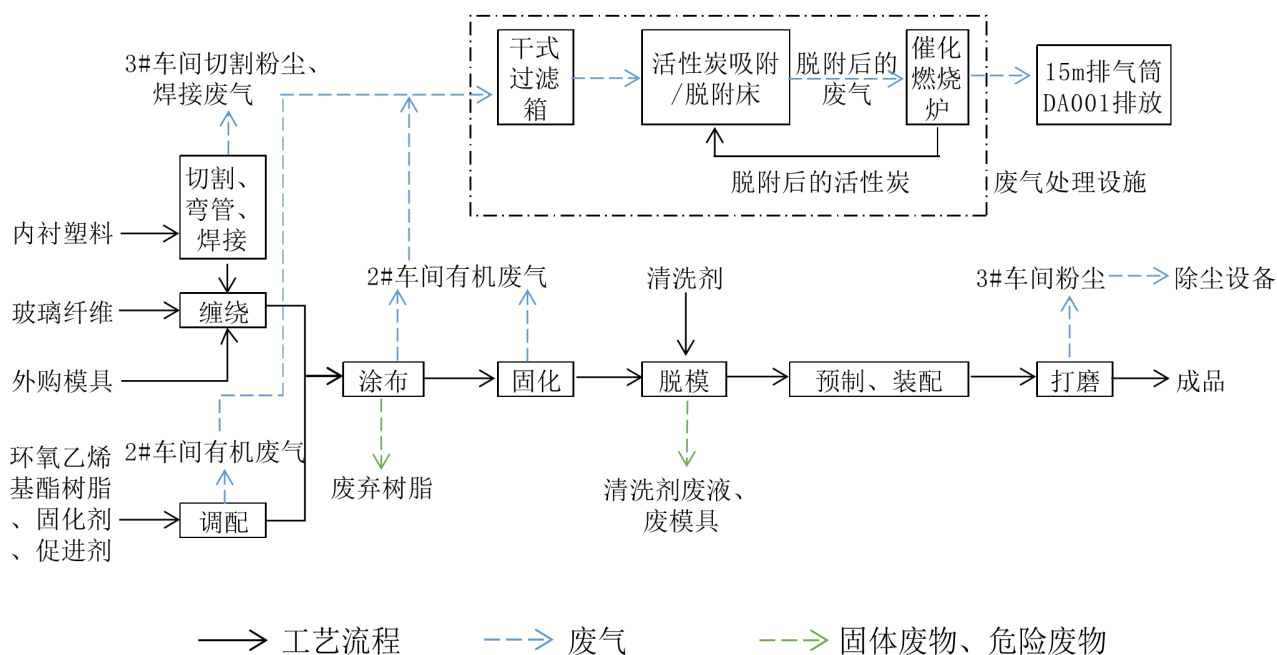 3#车间切割粉尘、
焊接废气
干式
过滤
箱
活性炭吸附
/脱附床
脱附后的
废气
催化
燃烧
炉
15m排气筒
DA001排放
脱附后的活性炭
废气处理设施
内衬塑料
切割、
弯管、
焊接
玻璃纤维
缠绕
外购模具
2#车间有机废气
清洗剂
3#车间粉尘
除尘设备
涂布
固化
脱模
预制、装配
打磨
成品
2#车间有机废气
环氧乙烯
基酯树脂
、固化剂
、促进剂
调配
废弃树脂
清洗剂废液、
废模具
工艺流程
废气
固体废物、危险废物